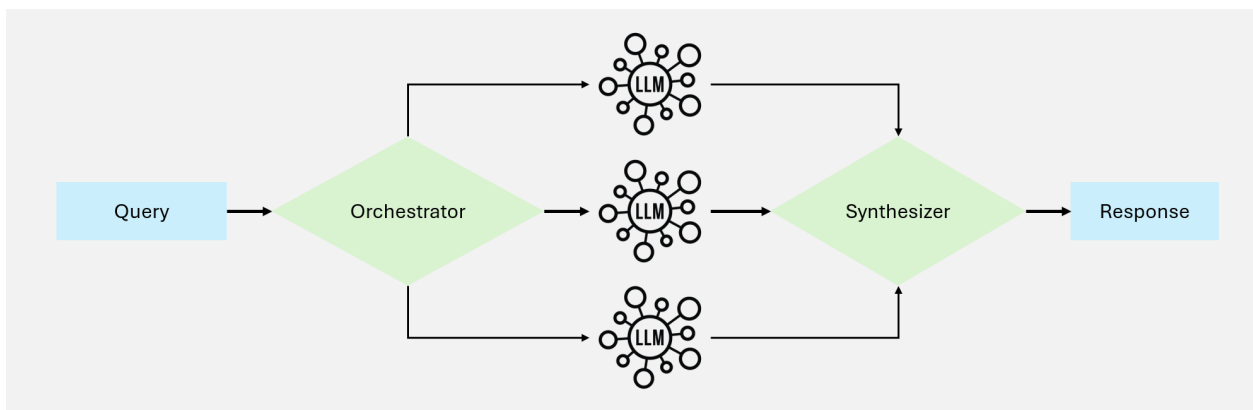 LLM
Query
Orchestrator
LLM
Synthesizer
Response
LLM